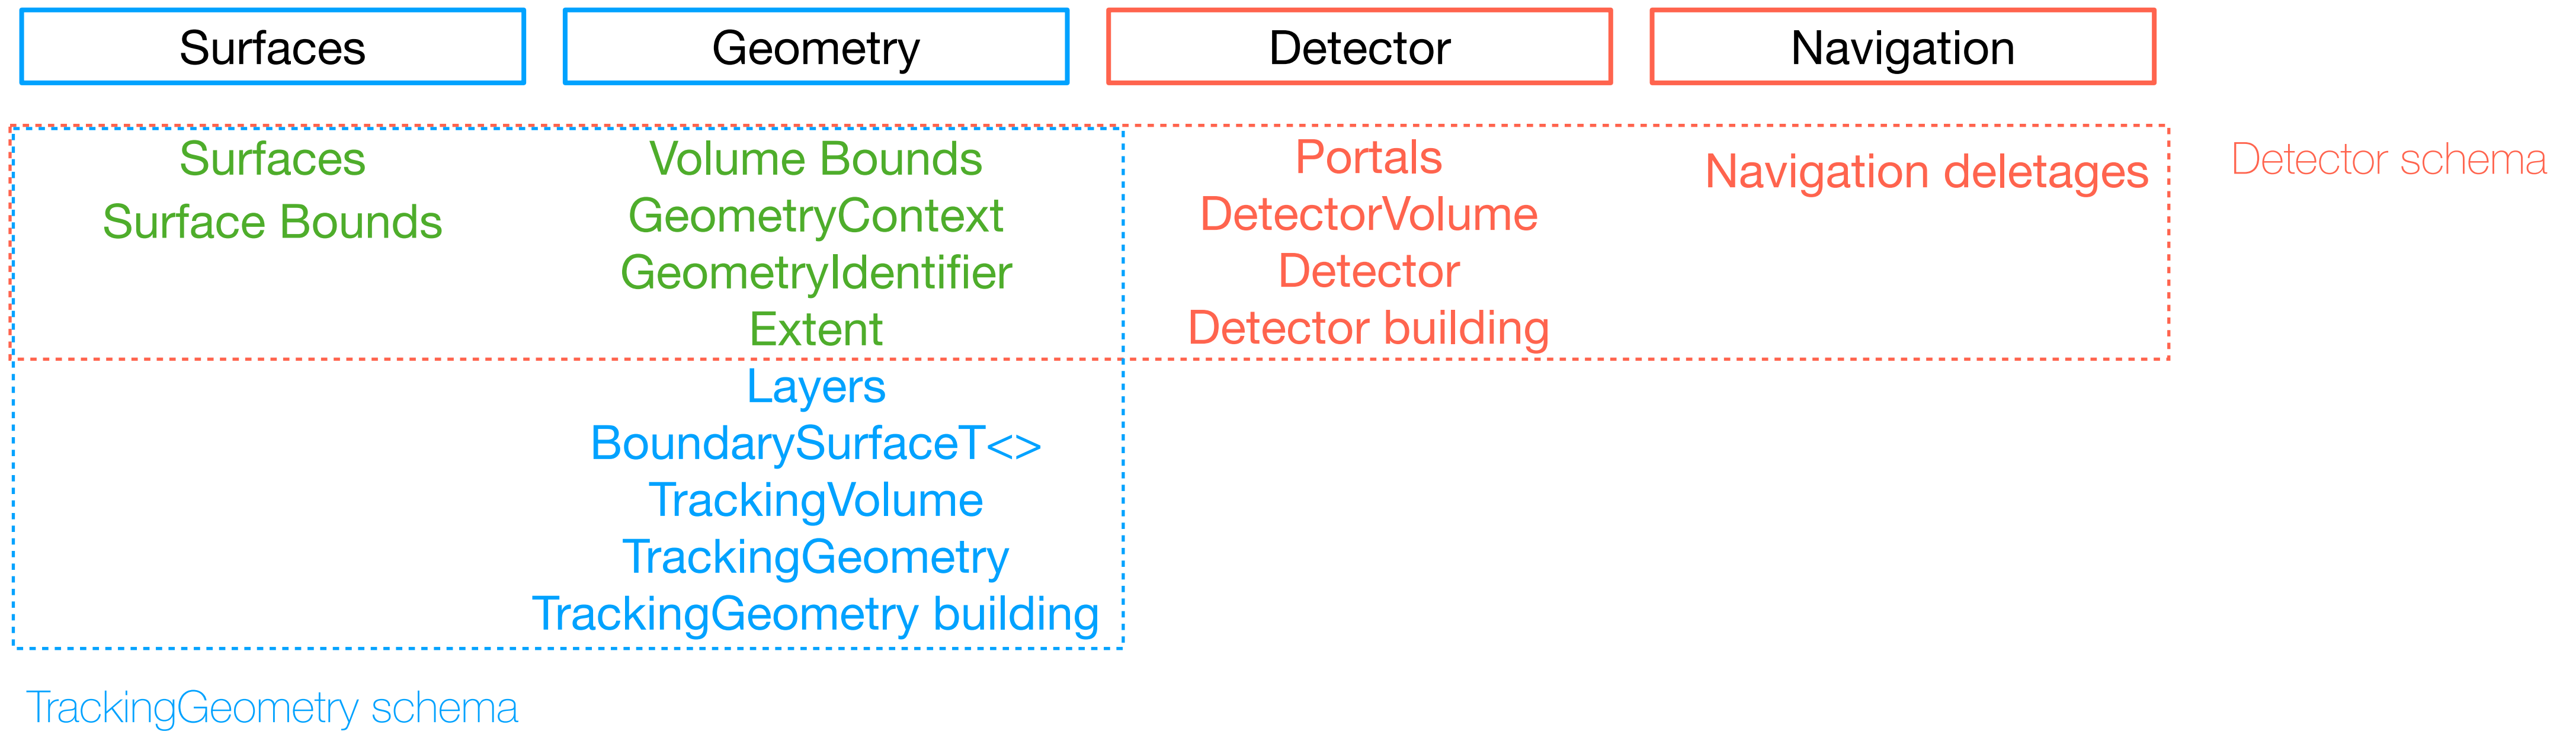 Surfaces
Geometry
Detector
Navigation
Surfaces
Surface Bounds
Volume Bounds
GeometryContext
GeometryIdentifier
Extent
Layers
BoundarySurfaceT<>
TrackingVolume
TrackingGeometry
TrackingGeometry building
Portals
DetectorVolume
Detector
Detector building
Navigation deletages
Detector schema
TrackingGeometry schema